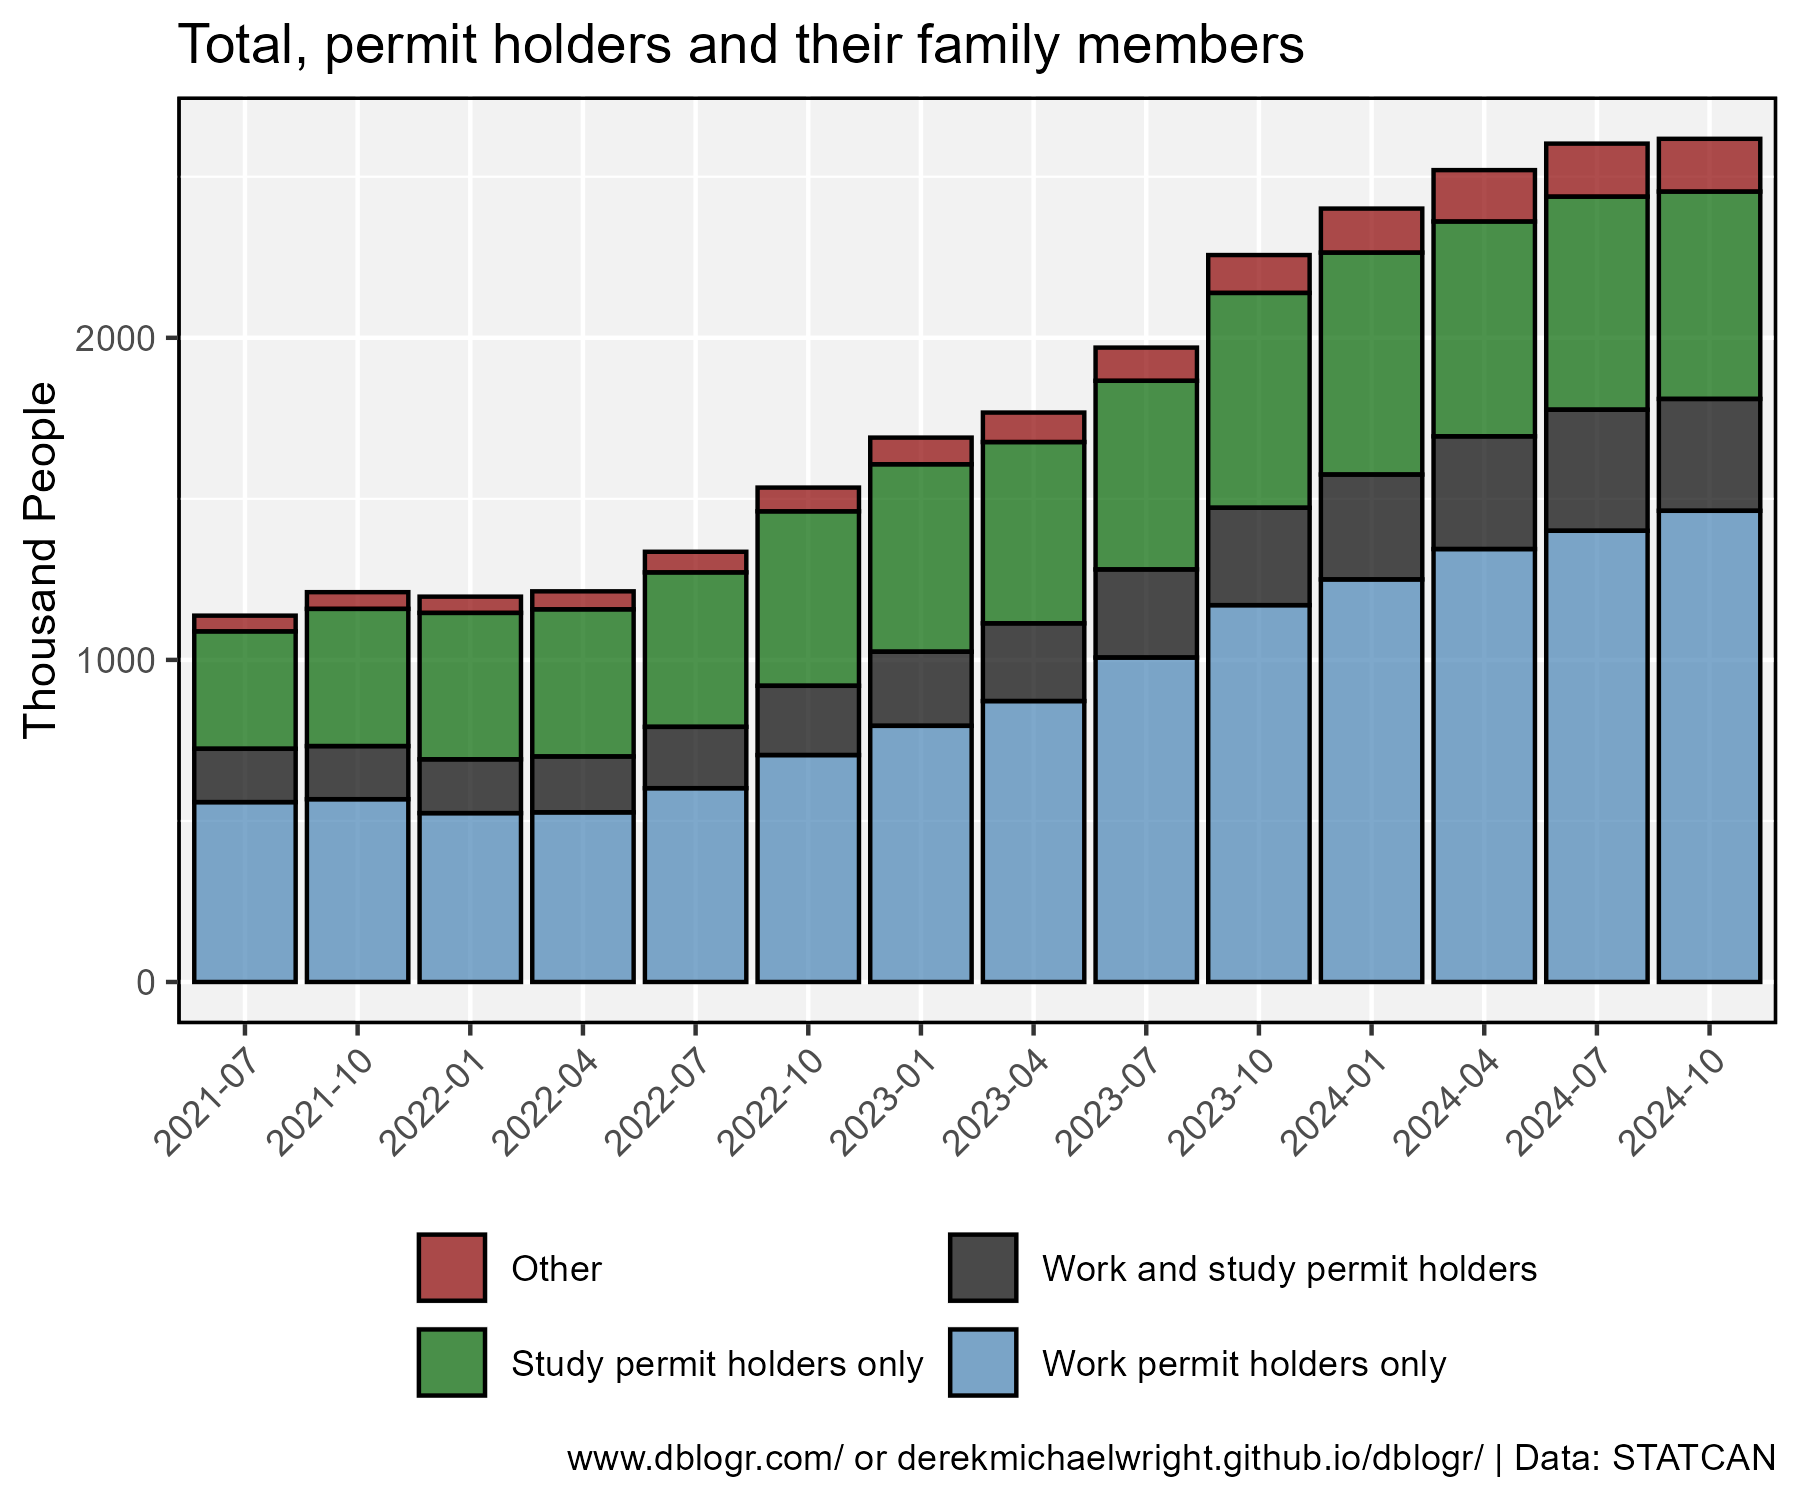 Total, permit holders and their family members
Thousand People
2000
1000
0
2021-07
2021-10
2022-01
2022-04
2022-07
2022-10
2023-01
2023-04
2023-07
2023-10
2024-01
2024-04
2024-07
2024-10
Other
Work and study permit holders
Study permit holders only
Work permit holders only
www.dblogr.com/ or derekmichaelwright.github.io/dblogr/ | Data: STATCAN